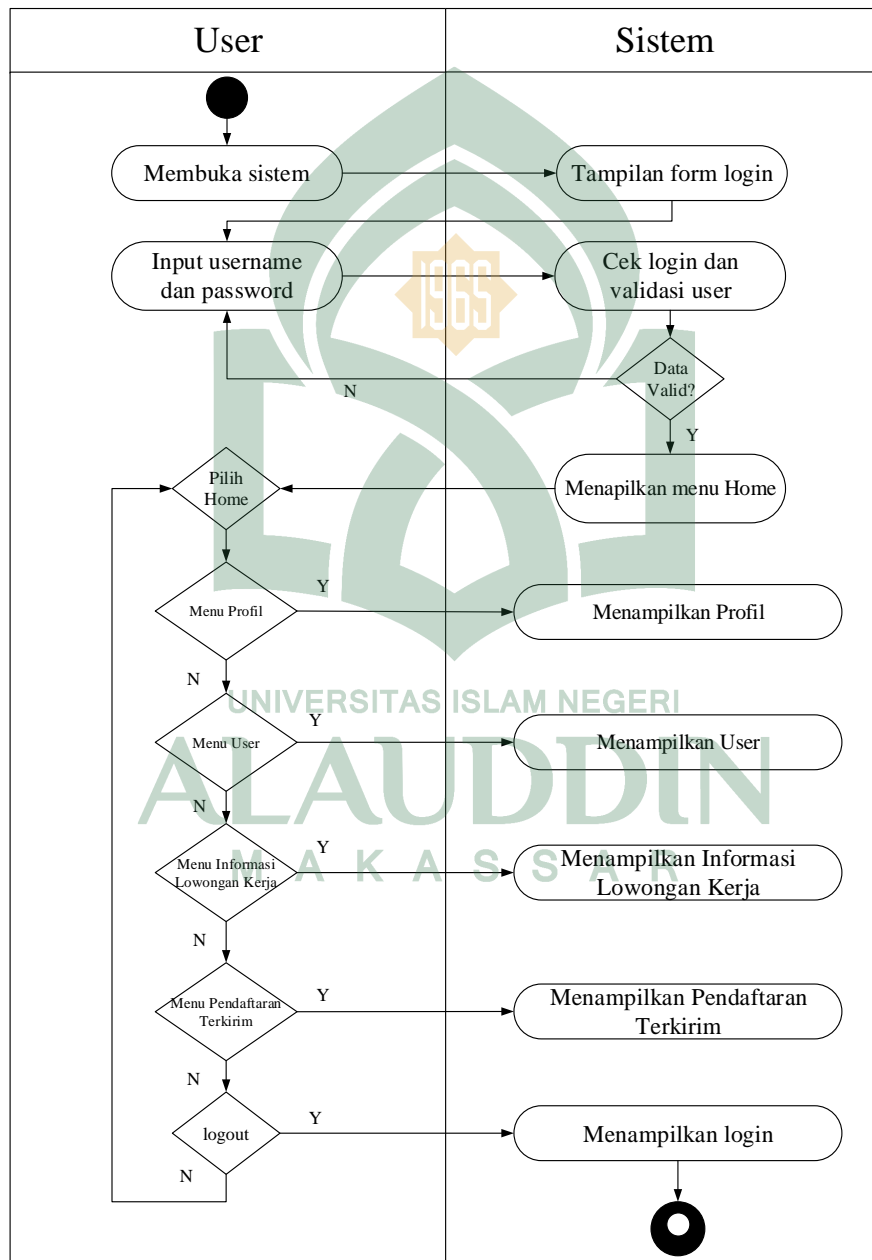 User
Sistem
Membuka sistem
Tampilan form login
Input username
dan password
Cek login dan
validasi user
1965
Data
Valid?
N
Y
Pilih
Home
Menapilkan menu Home
Menu Profil
Y
Menampilkan Profil
N
UNIVERSITAS ISLAM NEGERI
Menu User
Y
Menampilkan User
ALAUDDIN
N
Menu Informasi
Lowongan Kerja
Y
Menampilkan Informasi
Lowongan Kerja
MAKASSAR
N
Menu Pendaftaran
Terkirim
Y
Menampilkan Pendaftaran
Terkirim
N
logout
Y
Menampilkan login
N